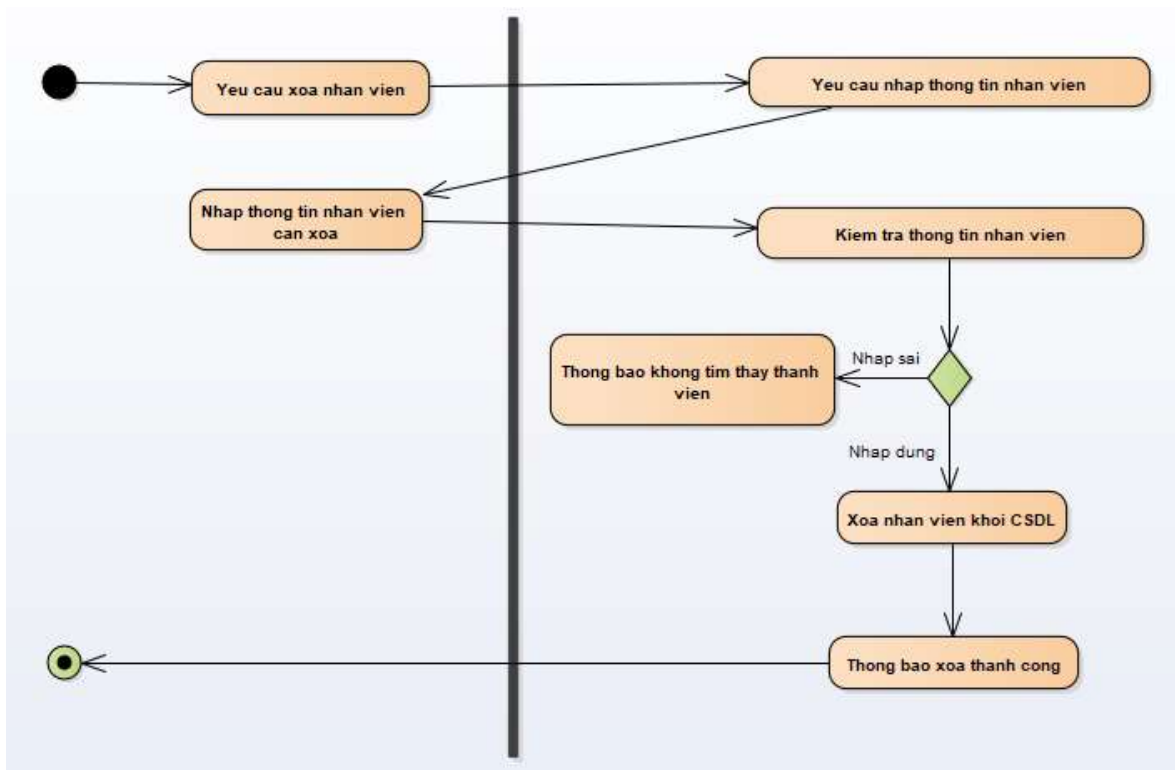 Yeu cau xoa nhan vien
Yeu cau nhap thong tin nhan vien
Nhap thong tin nhan vien
can xoa
Kiem tra thong tin nhan vien
Nhap sai
Thong bao khong tim thay thanh
vien
Nhap dung
Xoa nhan vien khoi CSDL
Thong bao xoa thanh cong